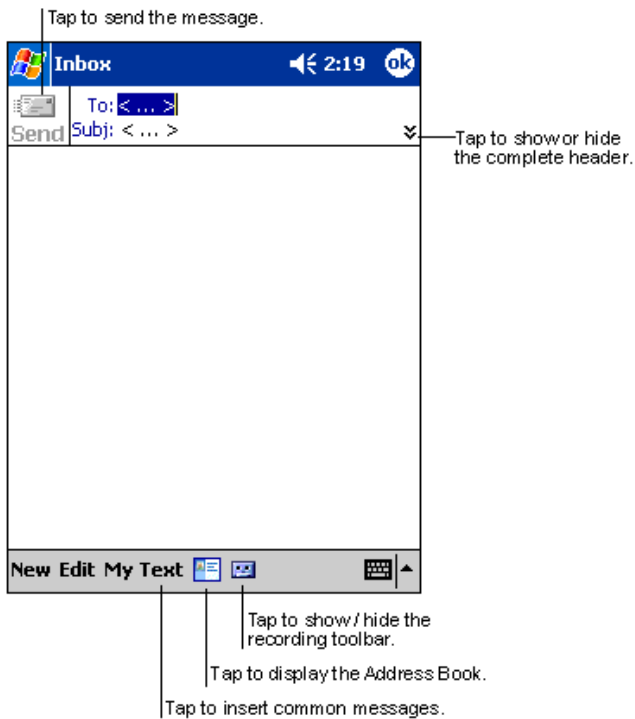 Tap to send the message.
Inbox 2:19 ok
To: < ... >
Send Subj: < ... >
Tap to show or hide
the complete header.
New Edit My Text
Tap to show / hide the
recording toolbar.
Tap to display the Address Book.
Tap to insert common messages.